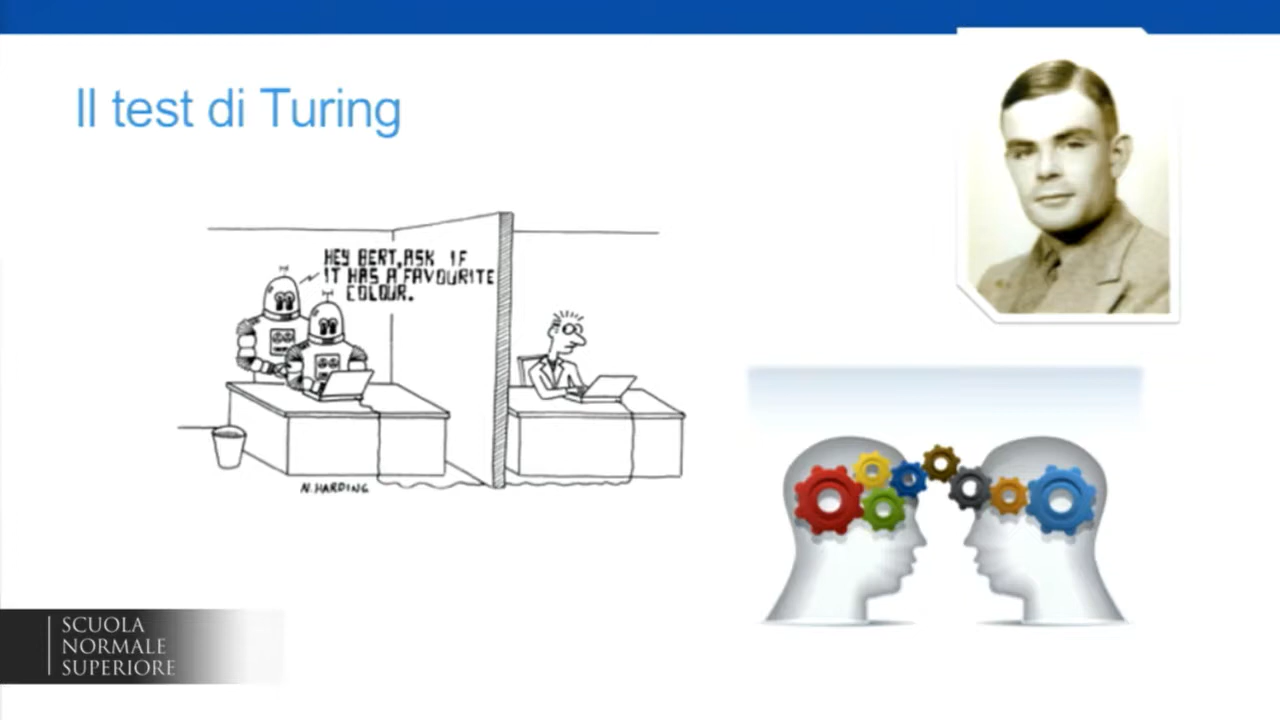 Il test di Turing
HEY BERT,ASK IF
IT HAS A FAVOURITE
COLOUR.
N.HARDING
SCUOLA
NORMALE
SUPERIORE